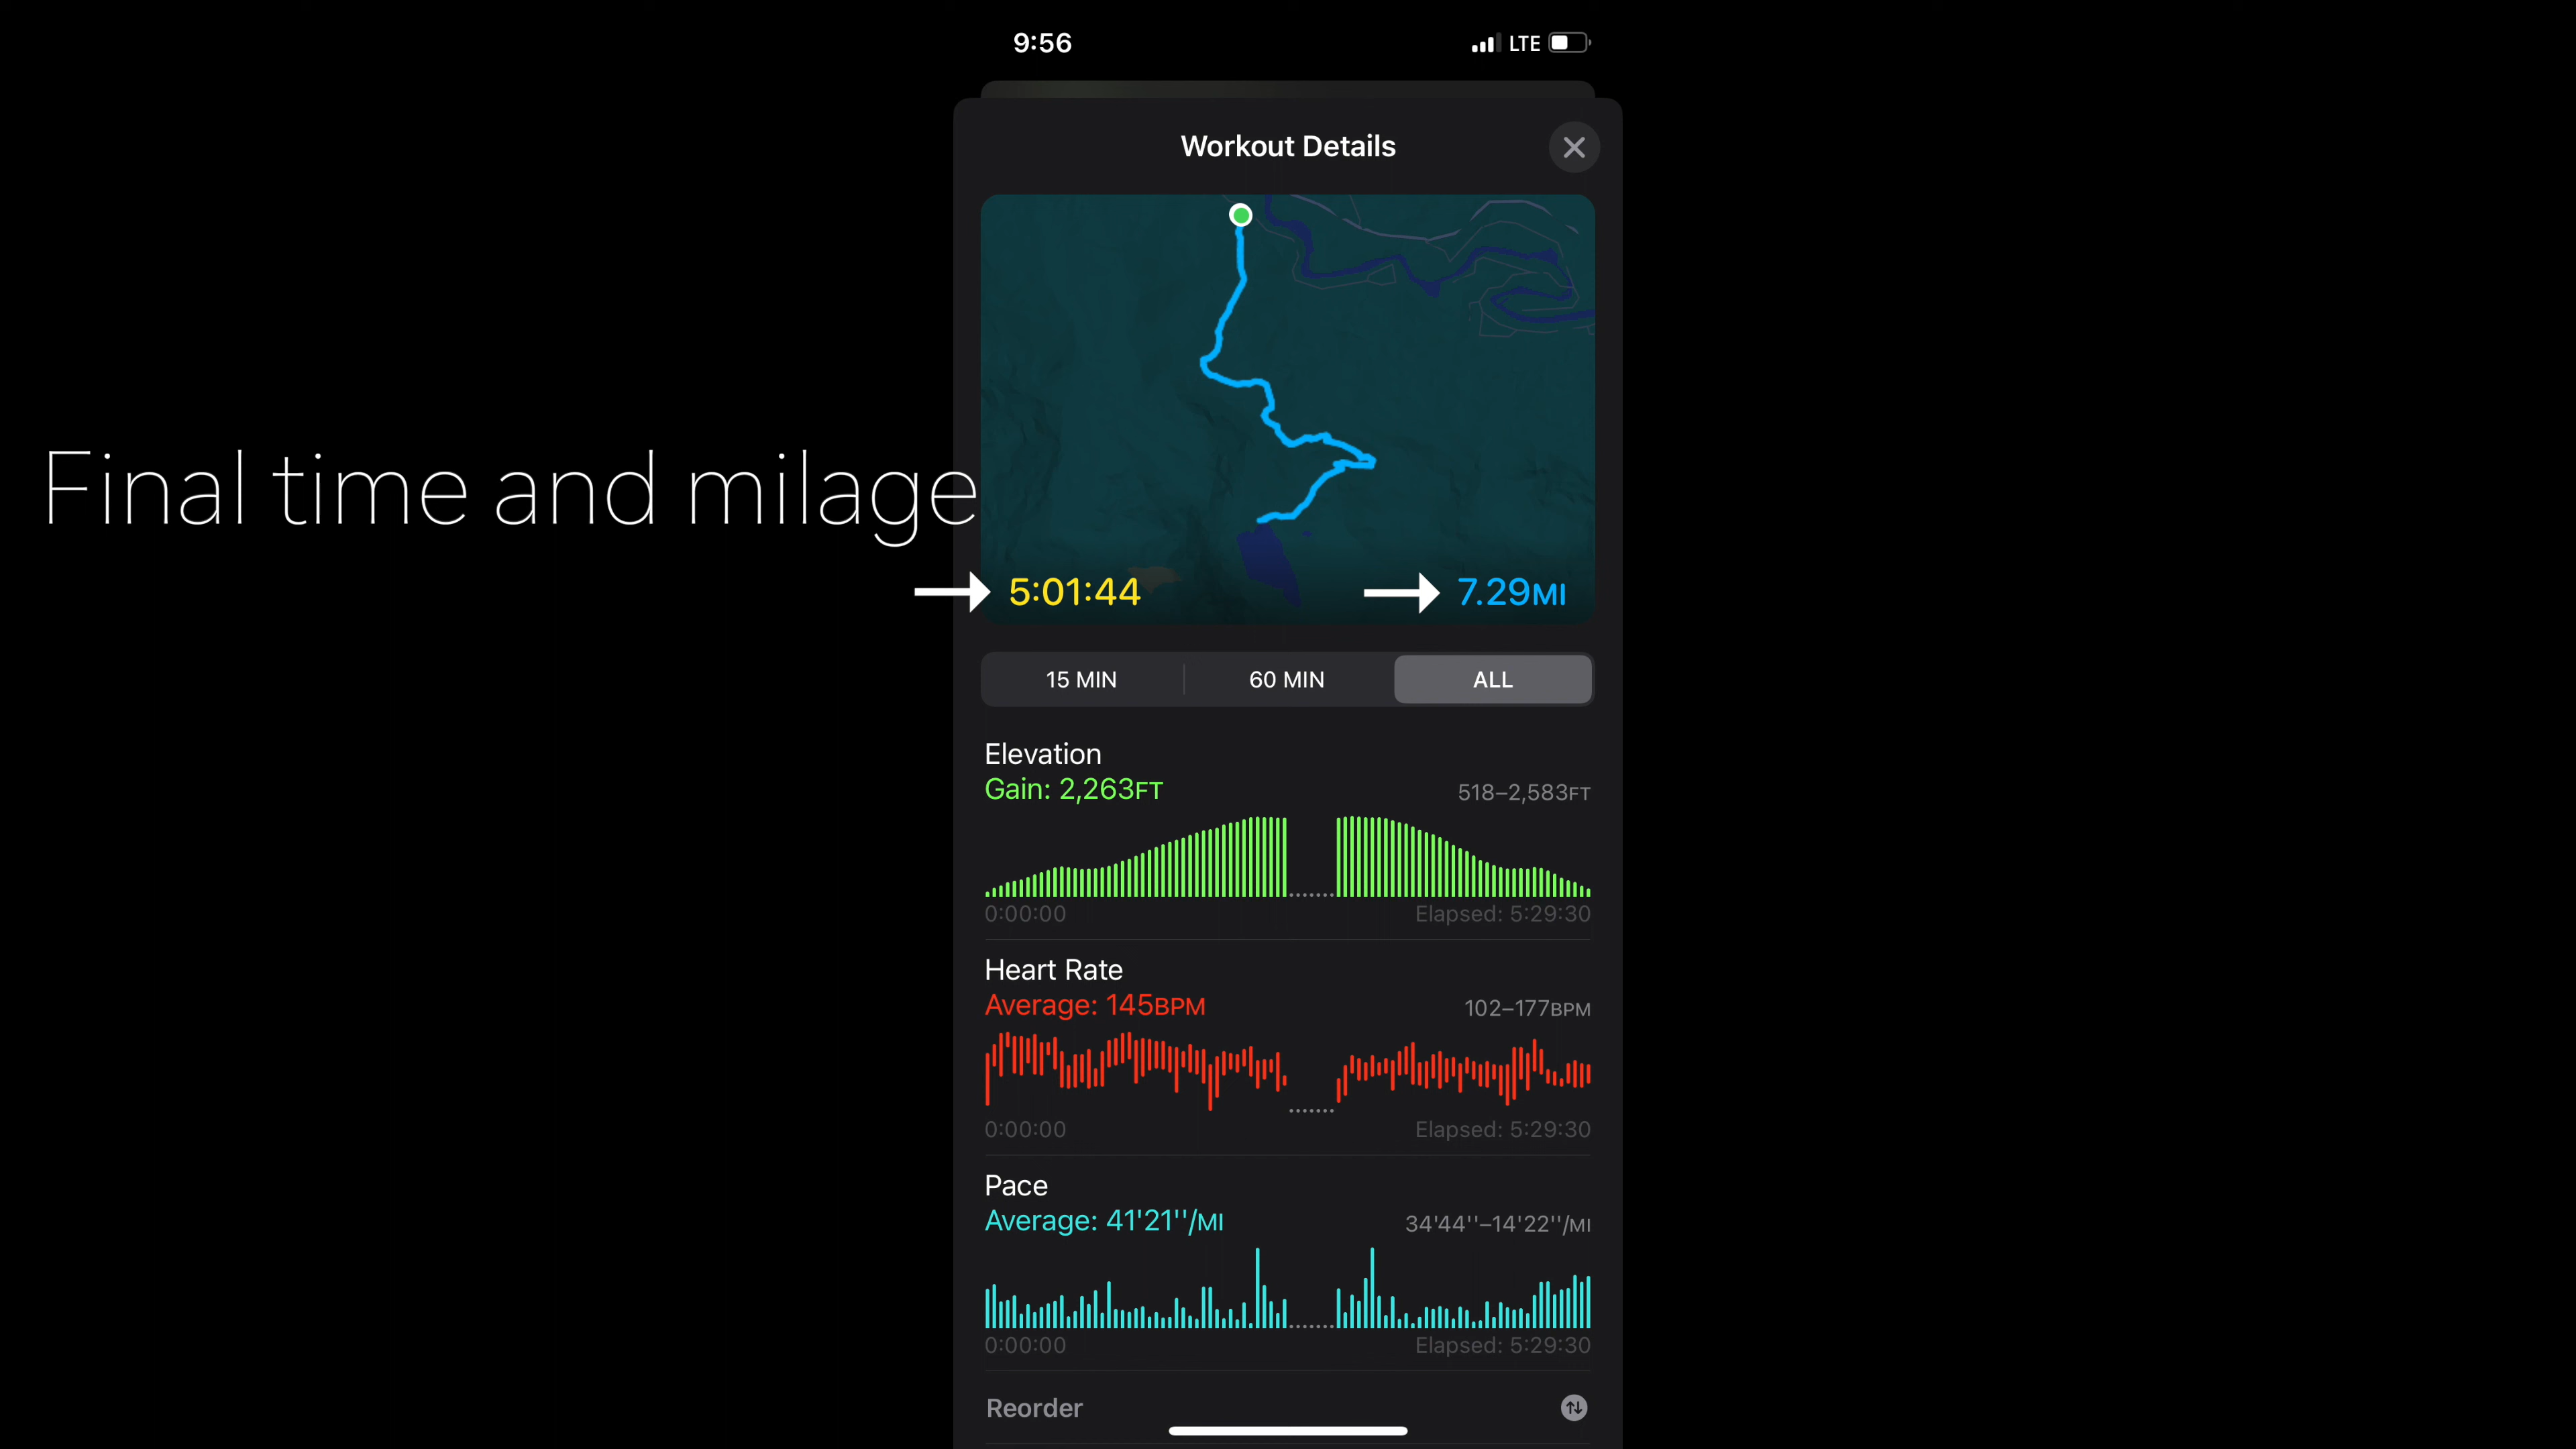 9:56
LTE
Workout Details
Final time and milage
5:01:44
7.29MI
15 MIN
60 MIN
ALL
Elevation
Gain: 2,263FT
518–2,583FT
0:00:00
Elapsed: 5:29:30
Heart Rate
Average: 145BPM
102–177BPM
0:00:00
Elapsed: 5:29:30
Pace
Average: 41'21''/MI
34'44''–14'22''/MI
0:00:00
Elapsed: 5:29:30
Reorder